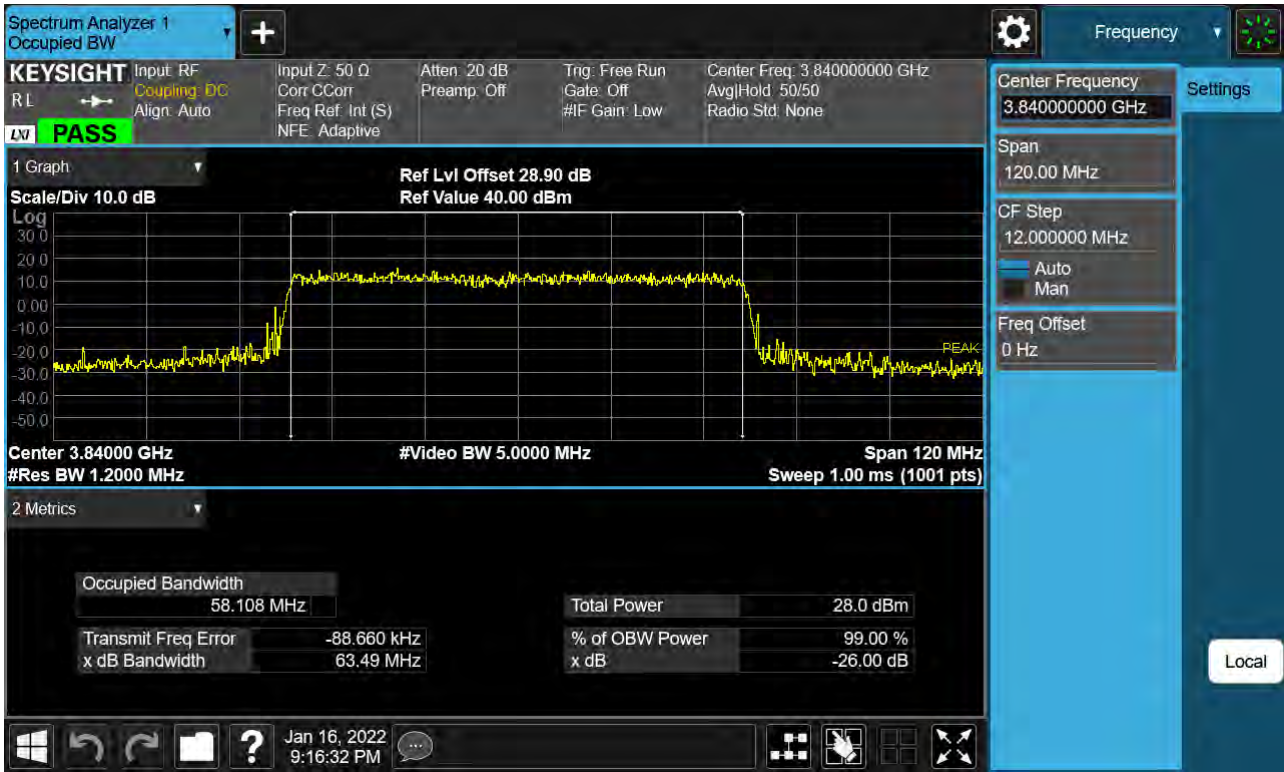 Spectrum Analyzer 1
Occupied BW
Frequency
KEYSIGHT
RL
LXI
PASS
Input: RF
Coupling: DC
Align: Auto
Input Z: 50 Ω
Corr CCorr
Freq Ref: Int (S)
NFE: Adaptive
Atten: 20 dB
Preamp: Off
Trig: Free Run
Gate: Off
#IF Gain: Low
Center Freq: 3.840000000 GHz
Avg|Hold: 50/50
Radio Std: None
Center Frequency
3.840000000 GHz
Settings
Span
120.00 MHz
CF Step
12.000000 MHz
Auto
Man
Freq Offset
0 Hz
Local
1 Graph
Scale/Div 10.0 dB
Ref Lvl Offset 28.90 dB
Ref Value 40.00 dBm
Log
30.0
20.0
10.0
0.00
-10.0
-20.0
-30.0
-40.0
-50.0
PEAK
Center 3.84000 GHz
#Video BW 5.0000 MHz
Span 120 MHz
#Res BW 1.2000 MHz
Sweep 1.00 ms (1001 pts)
2 Metrics
Occupied Bandwidth
58.108 MHz
Total Power 28.0 dBm
Transmit Freq Error -88.660 kHz
% of OBW Power 99.00 %
x dB Bandwidth 63.49 MHz
x dB -26.00 dB
?
Jan 16, 2022
9:16:32 PM